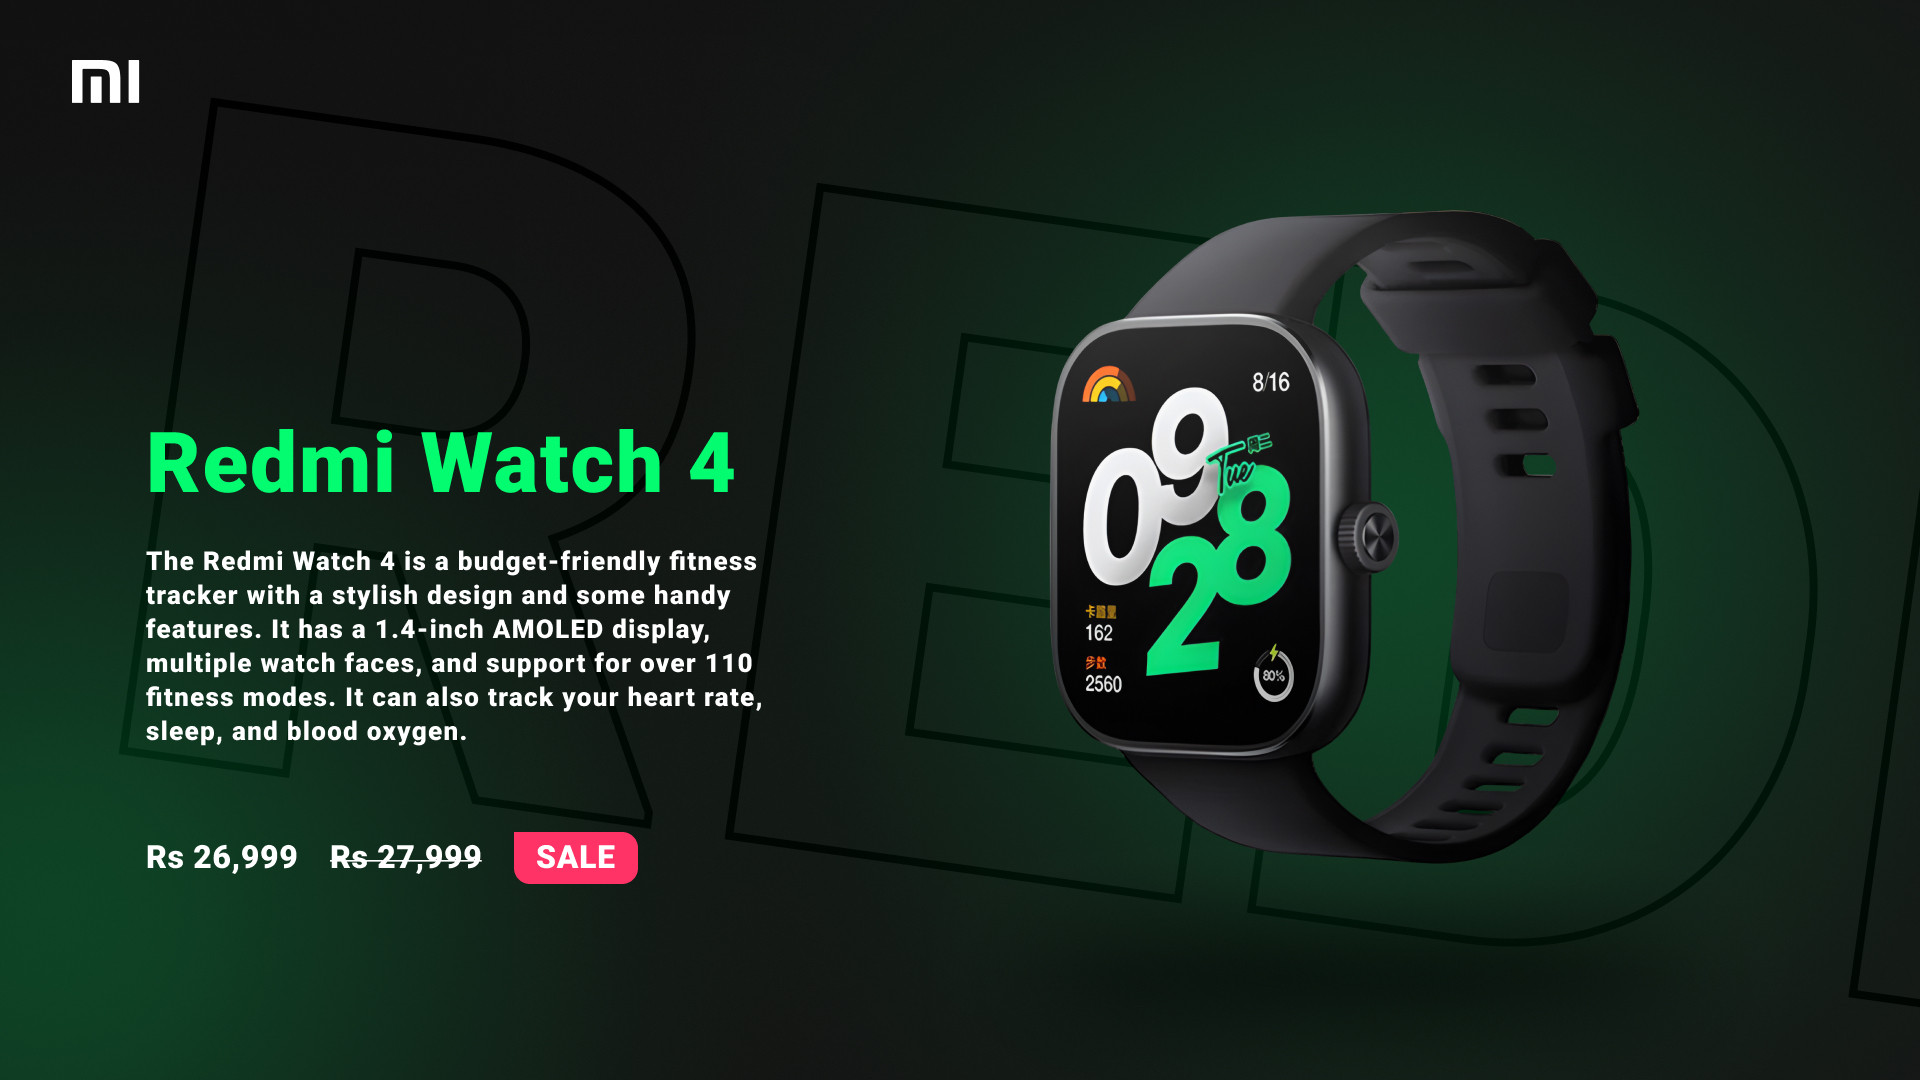 mi
REDM
Redmi Watch 4
The Redmi Watch 4 is a budget-friendly fitness
tracker with a stylish design and some handy
features. It has a 1.4-inch AMOLED display,
multiple watch faces, and support for over 110
fitness modes. It can also track your heart rate,
sleep, and blood oxygen.
Rs 26,999 Rs 27,999 SALE
8/16
09
Tue
28
162
步数
2560
80%